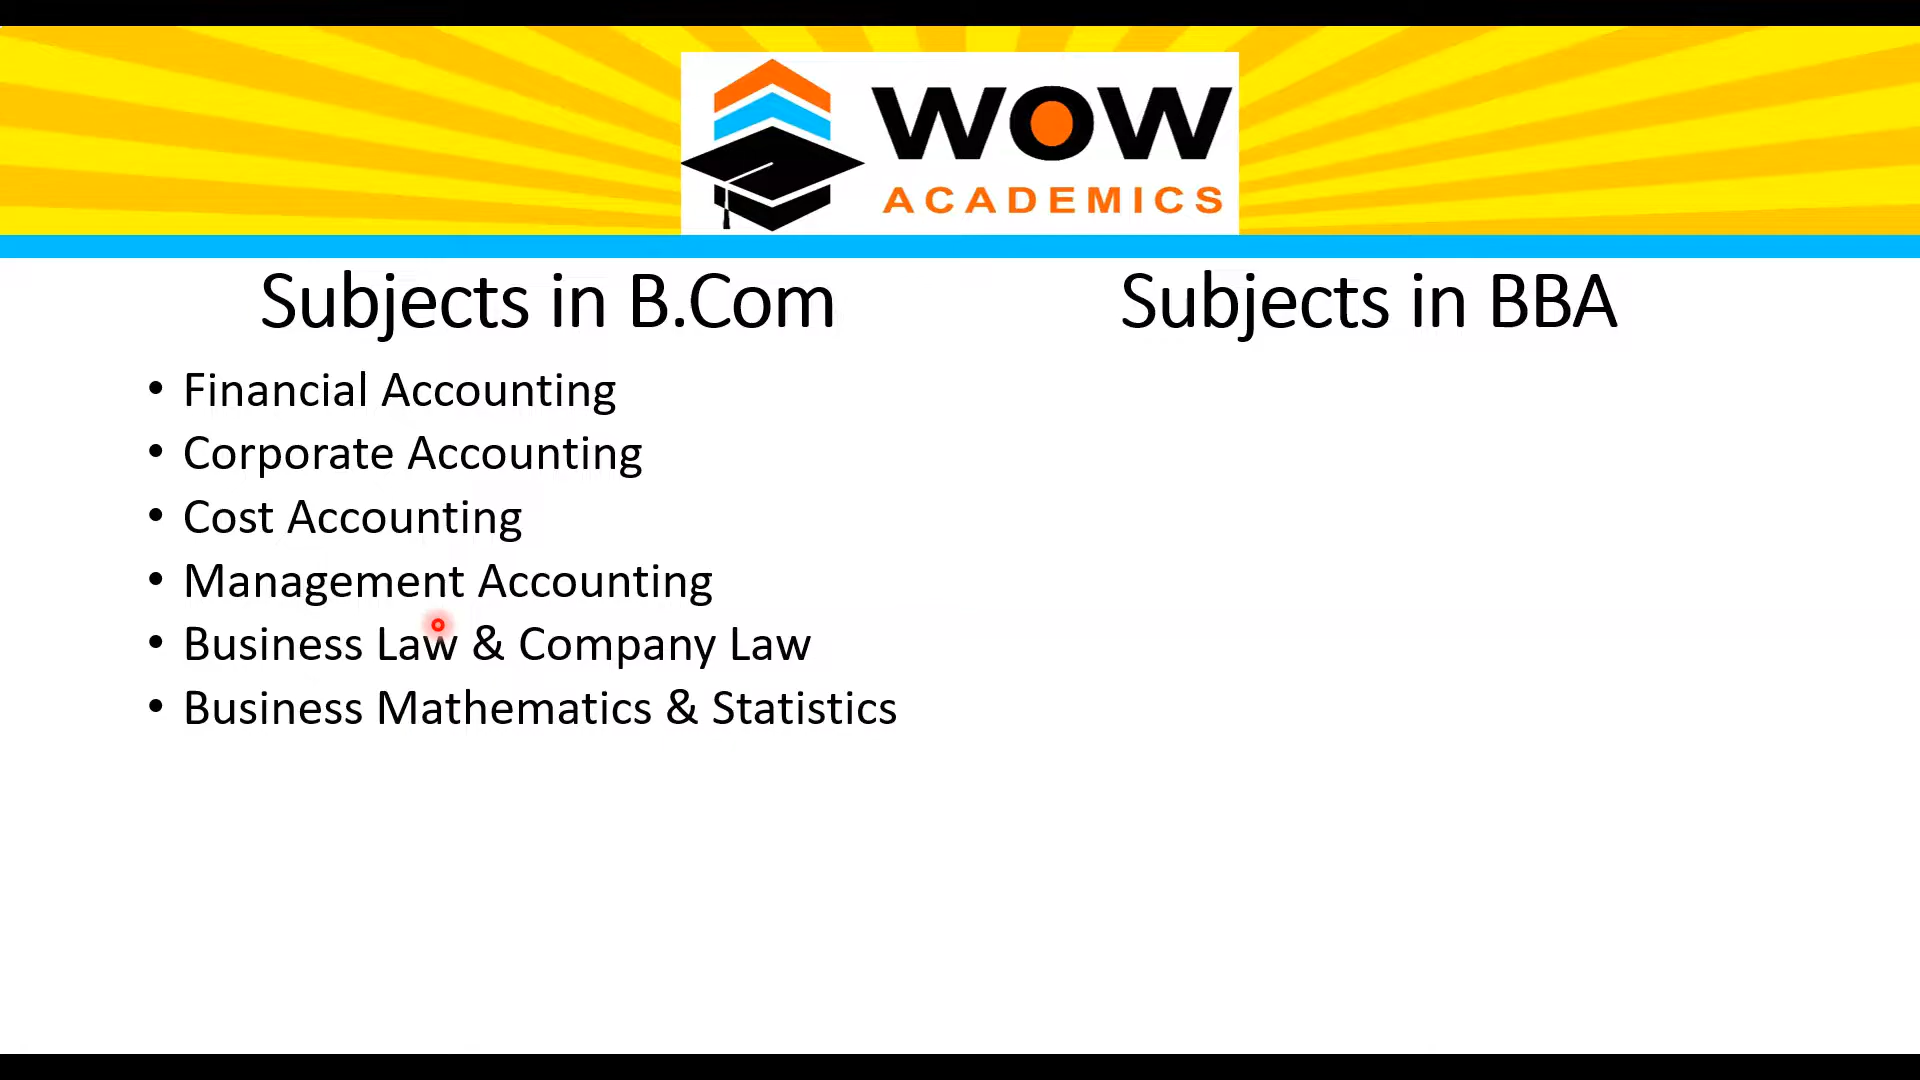 WOW
ACADEMICS
Subjects in B.Com
Subjects in BBA
• Financial Accounting
• Corporate Accounting
• Cost Accounting
• Management Accounting
• Business Law & Company Law
• Business Mathematics & Statistics